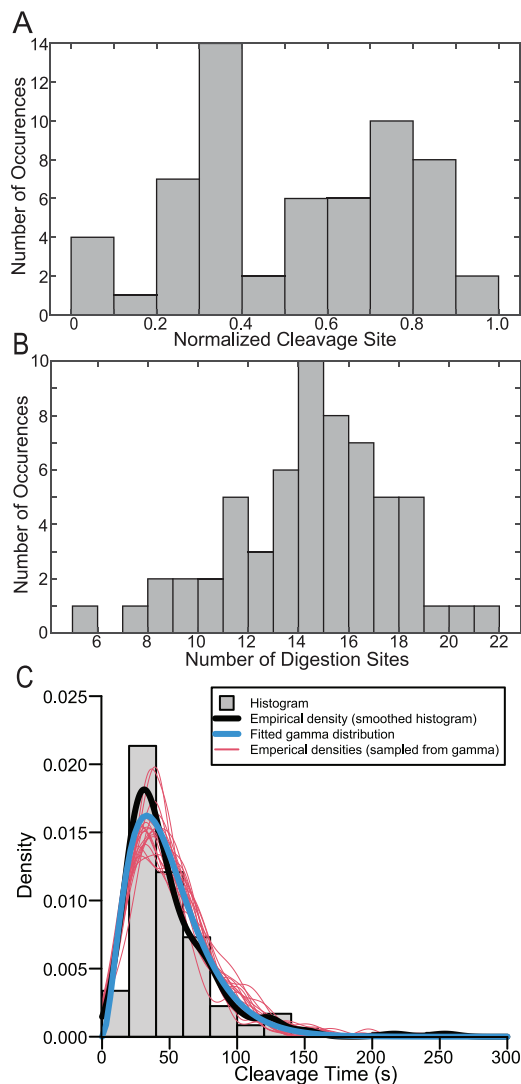 A
14
12
10
8
6
4
2
0
Number of Occurences
0 0.2 0.4 0.6 0.8 1.0
Normalized Cleavage Site
B
10
8
6
4
2
0
Number of Occurences
6 8 10 12 14 16 18 20 22
Number of Digestion Sites
C
0.025
0.020
0.015
0.010
0.005
0.000
Density
Histogram
Empirical density (smoothed histogram)
Fitted gamma distribution
Emperical densities (sampled from gamma)
0 50 100 150 200 250 300
Cleavage Time (s)